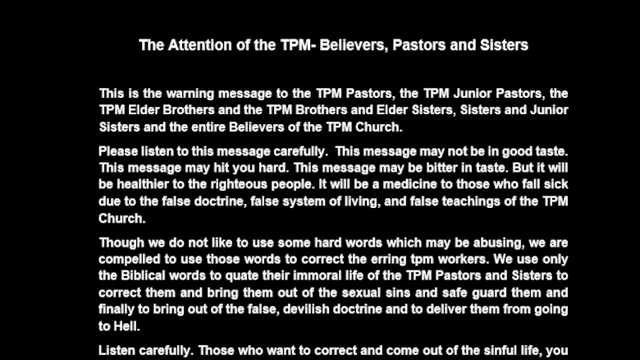 The Attention of the TPM- Believers, Pastors and Sisters
This is the warning message to the TPM Pastors, the TPM Junior Pastors, the
TPM Elder Brothers and the TPM Brothers and Elder Sisters, Sisters and Junior
Sisters and the entire Believers of the TPM Church.
Please listen to this message carefully. This message may not be in good taste.
This message may hit you hard. This message may be bitter in taste. But it will
be healthier to the righteous people. It will be a medicine to those who fall sick
due to the false doctrine, false system of living, and false teachings of the TPM
Church.
Though we do not like to use some hard words which may be abusing, we are
compelled to use those words to correct the erring tpm workers. We use only
the Biblical words to quate their immoral life of the TPM Pastors and Sisters to
correct them and bring them out of the sexual sins and safe guard them and
finally to bring out of the false, devilish doctrine and to deliver them from going
to Hell.
Listen carefully. Those who want to correct and come out of the sinful life, you